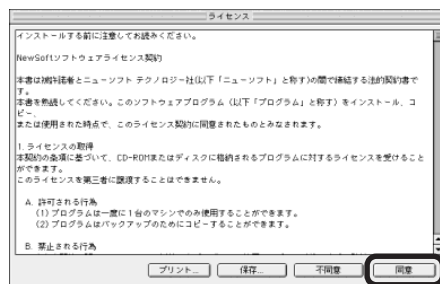 ライセンス
インストールする前に注意してお読みください。
NewSoftソフトウェアライセンス契約
本書は被許諾者とニューソフト テクノロジー社(以下「ニューソフト」と称す)の間で締結する法的契約書で
す。
本書を熟読してください。このソフトウェアプログラム（以下「プログラム」と称す）をインストール、コ
ピー、
または使用された時点で、このライセンス契約に同意されたものとみなされます。
1. ライセンスの取得
本契約の条項に基づいて、CD-ROMまたはディスクに格納されるプログラムに対するライセンスを受けること
ができます。
このライセンスを第三者に譲渡することはできません。
A. 許可される行為
(1) プログラムは一度に1台のマシンでのみ使用することができます。
(2) プログラムはバックアップのためにコピーすることができます。
B. 禁止される行為
プリント...
保存...
不同意
同意